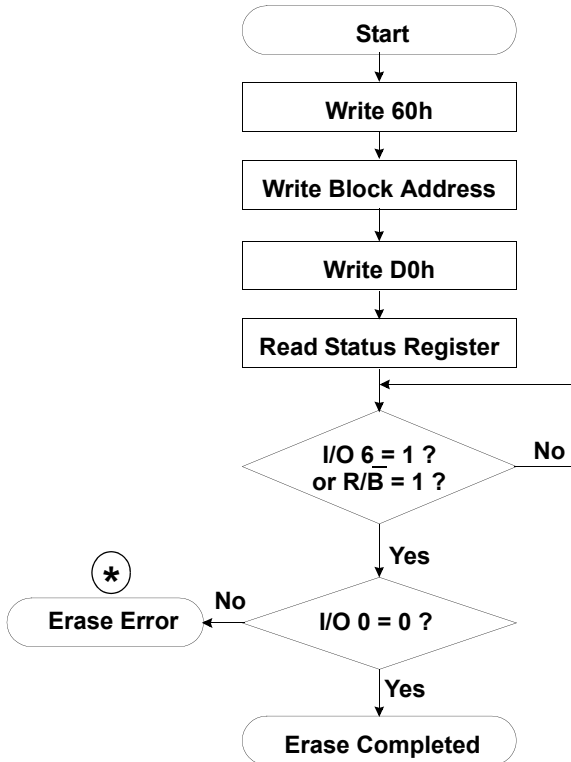 Start
Write 60h
Write Block Address
Write D0h
Read Status Register
I/O 6 = 1 ?
or R/B̅ = 1 ?
No
Yes
*
No
Erase Error
I/O 0 = 0 ?
Yes
Erase Completed